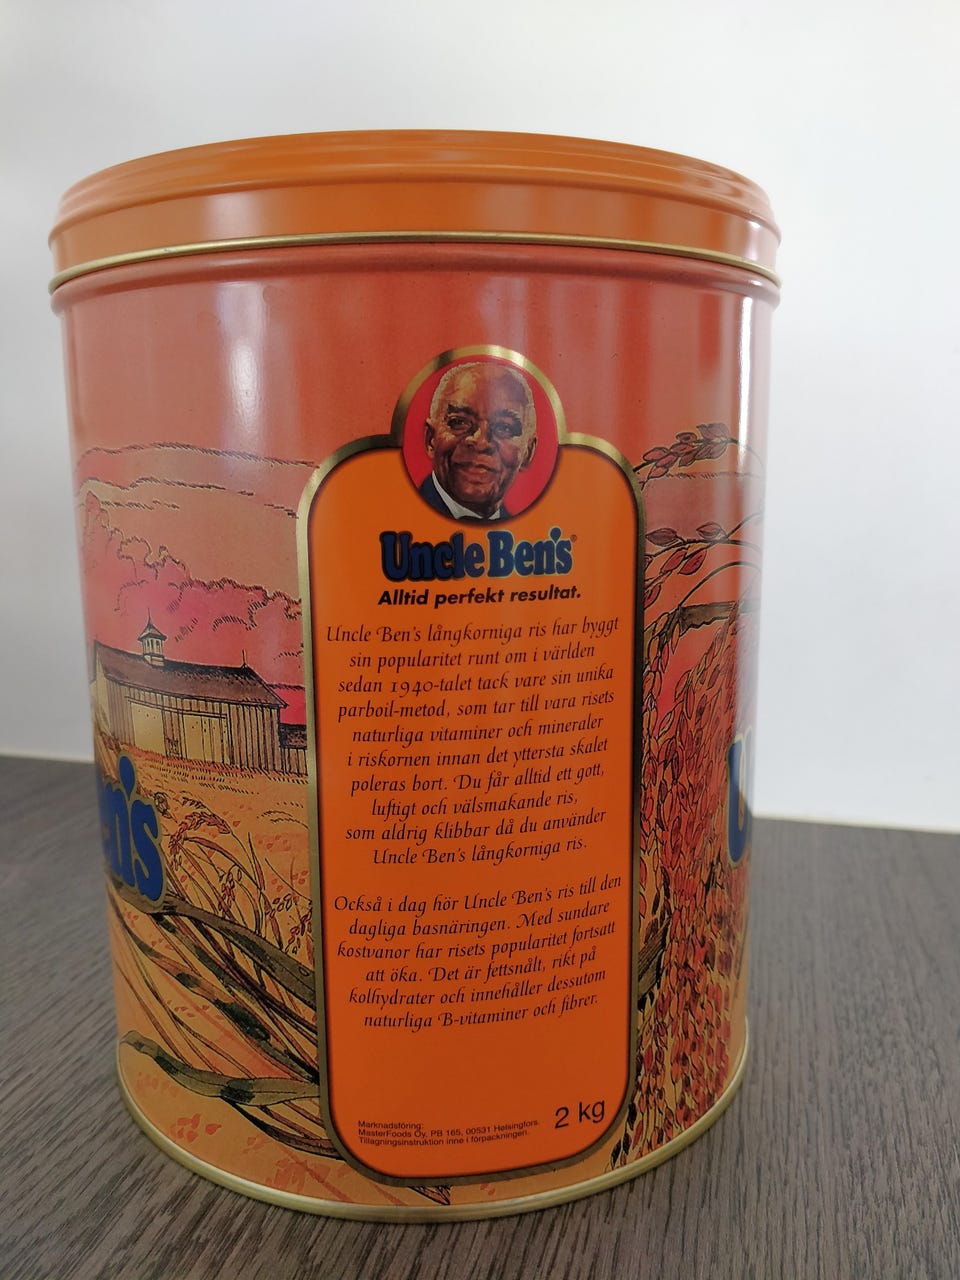 Uncle Ben's®
Alltid perfekt resultat.
Uncle Ben's långkorniga ris har byggt
sin popularitet runt om i världen
sedan 1940-talet tack vare sin unika
parboil-metod, som tar till vara risets
naturliga vitaminer och mineraler
i riskornen innan det yttersta skalet
poleras bort. Du får alltid ett gott,
luftigt och välsmakande ris,
som aldrig klibbar då du använder
Uncle Ben's långkorniga ris.
Också i dag hör Uncle Ben's ris till den
dagliga basnäringen. Med sundare
kostvanor har risets popularitet fortsatt
att öka. Det är fettsnålt, rikt på
kolhydrater och innehåller dessutom
naturliga B-vitaminer och fibrer.
Marknadsföring:
MasterFoods Oy, PB 165, 00531 Helsingfors.
Tillagningsinstruktion inne i förpackningen.
2 kg
en's
U